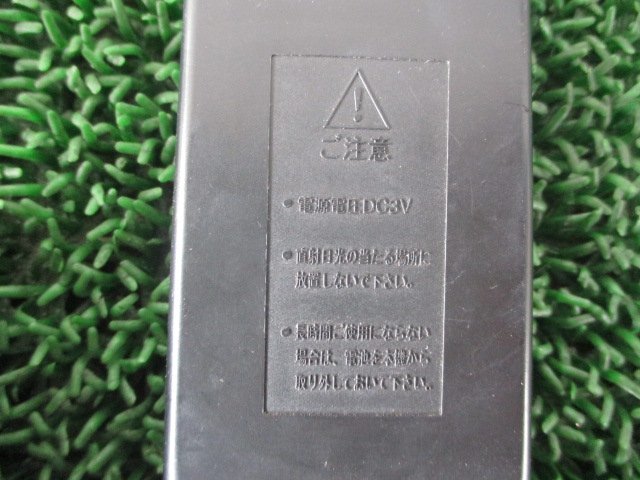 ご注意
●電源電圧DC3V
●直射日光の当たる場所に
放置しないで下さい。
●長時間ご使用にならない
場合は、電池を本機から
取り外しておいて下さい。